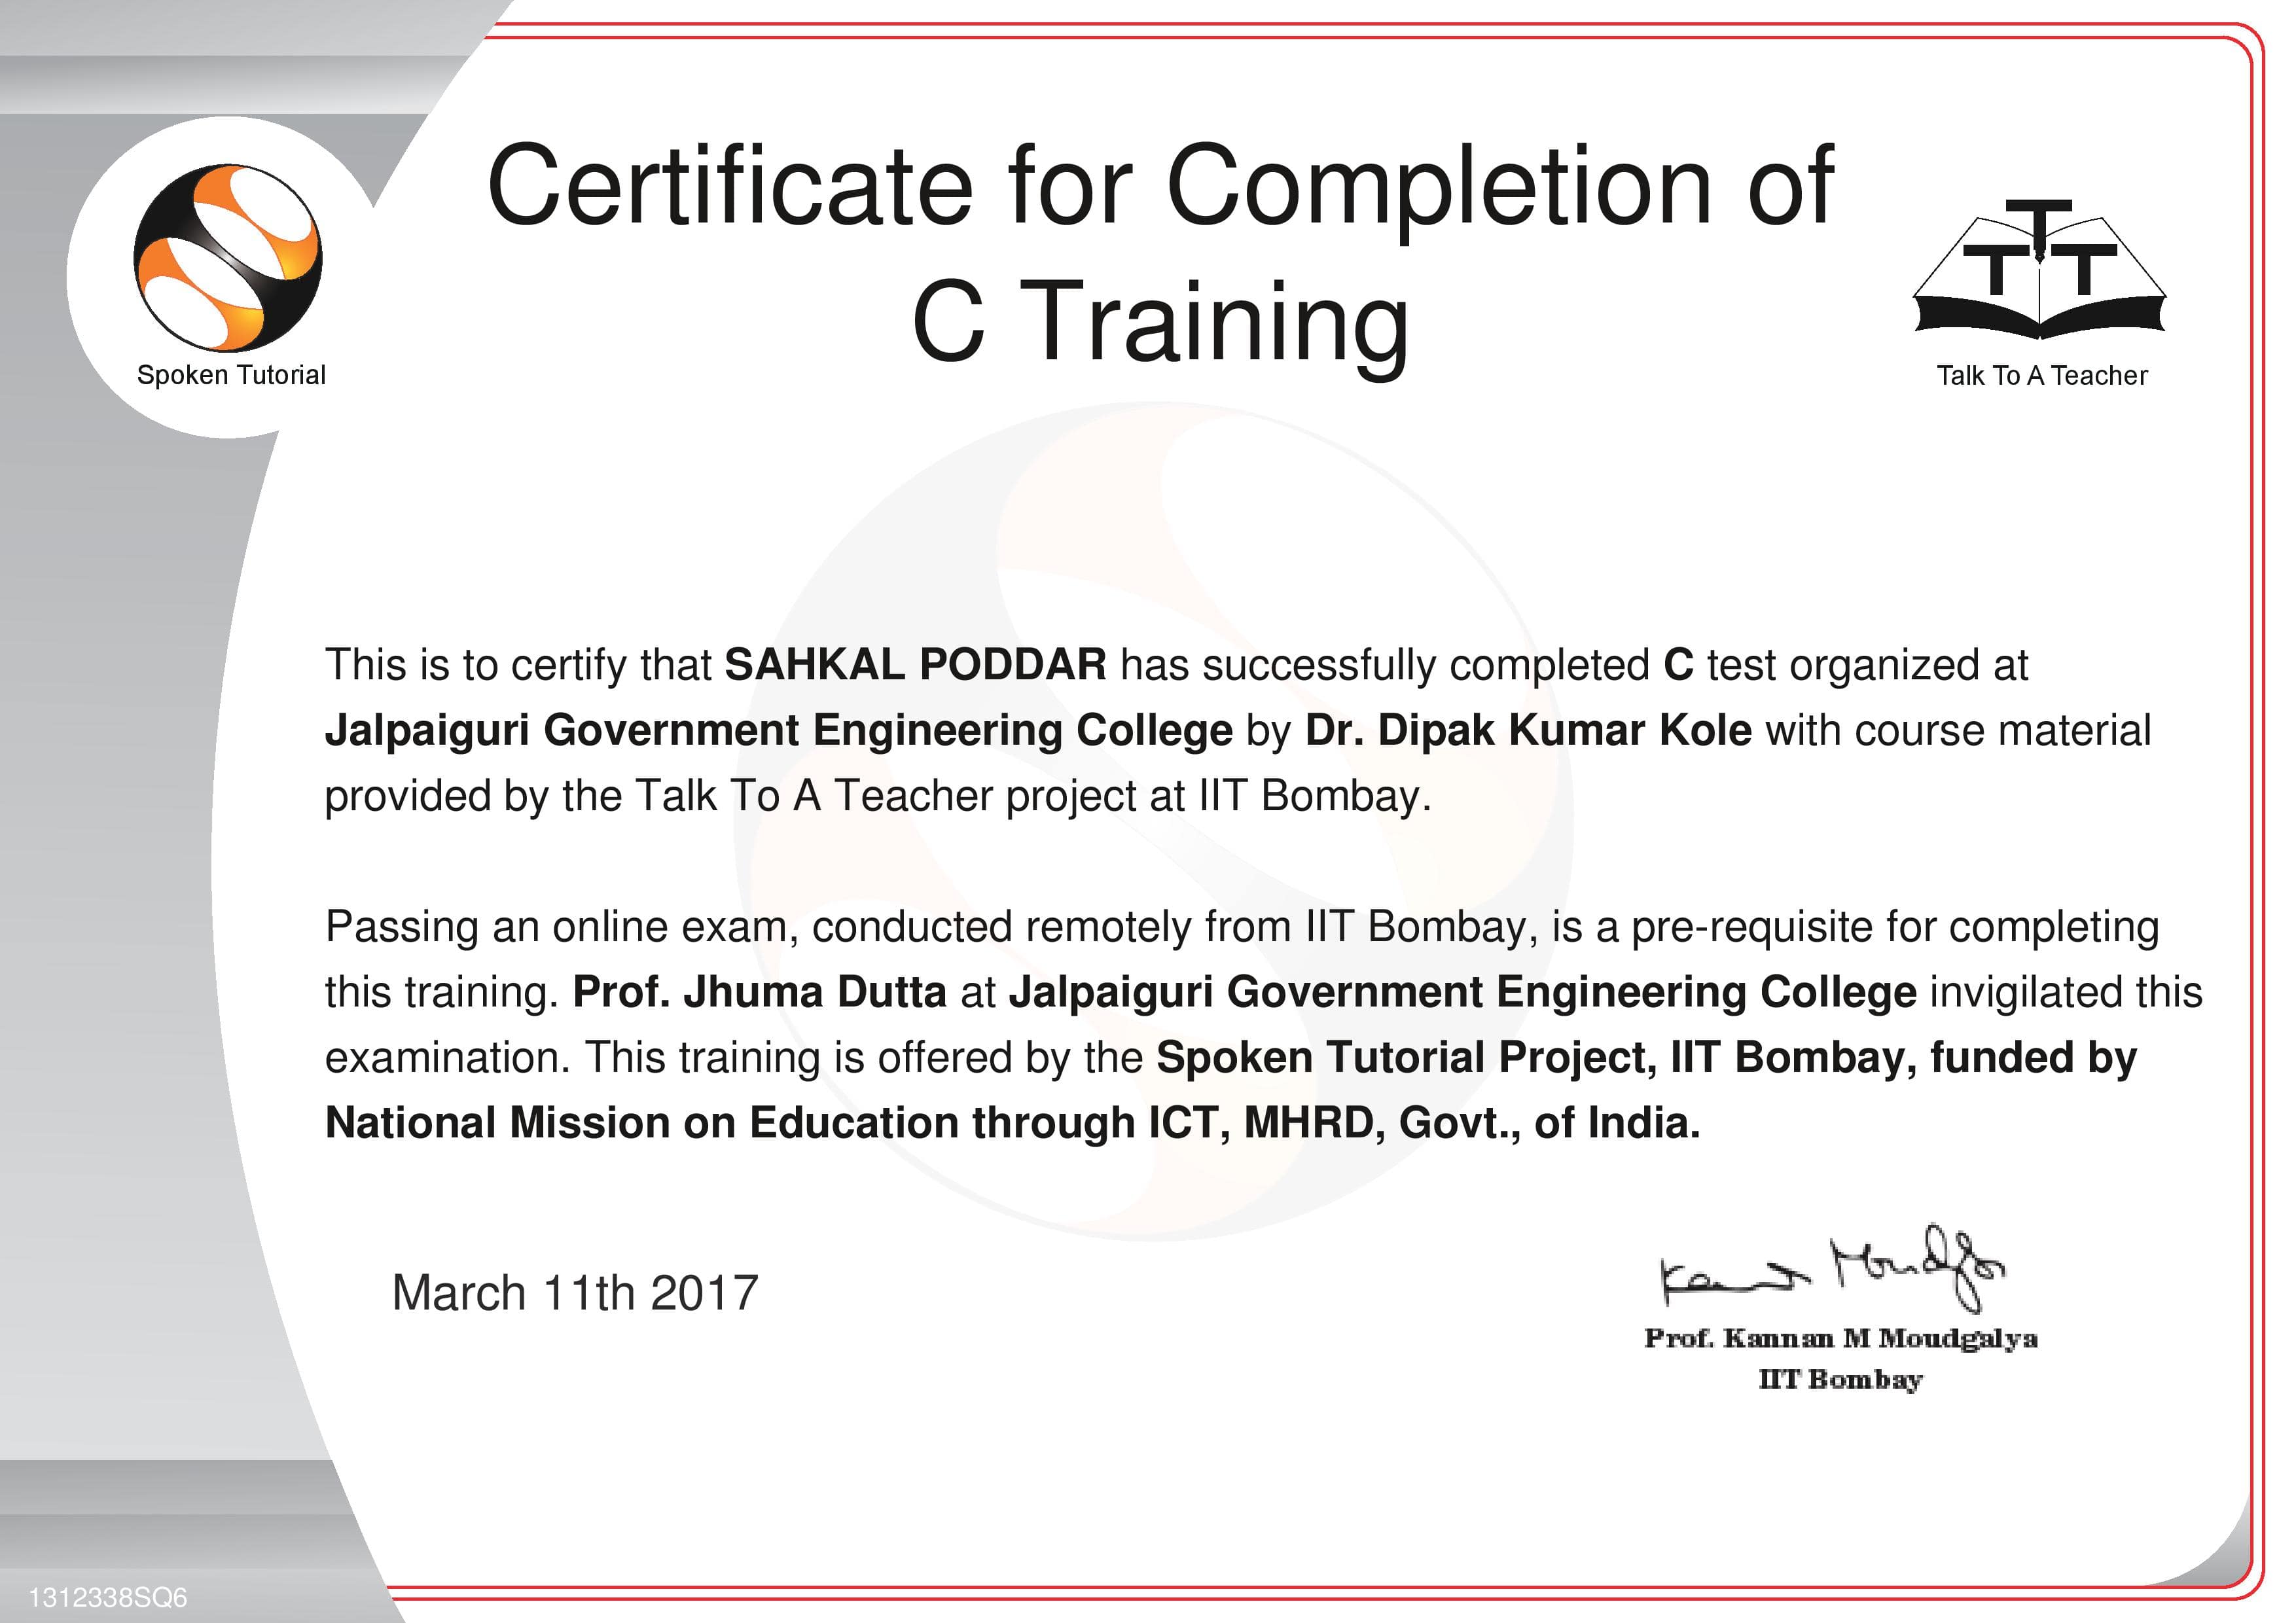 Certificate for Completion of
C Training
Spoken Tutorial
T T T
Talk To A Teacher
This is to certify that SAHKAL PODDAR has successfully completed C test organized at
Jalpaiguri Government Engineering College by Dr. Dipak Kumar Kole with course material
provided by the Talk To A Teacher project at IIT Bombay.
Passing an online exam, conducted remotely from IIT Bombay, is a pre-requisite for completing
this training. Prof. Jhuma Dutta at Jalpaiguri Government Engineering College invigilated this
examination. This training is offered by the Spoken Tutorial Project, IIT Bombay, funded by
National Mission on Education through ICT, MHRD, Govt., of India.
March 11th 2017
Prof. Kannan M Moudgalya
IIT Bombay
1312338SQ6